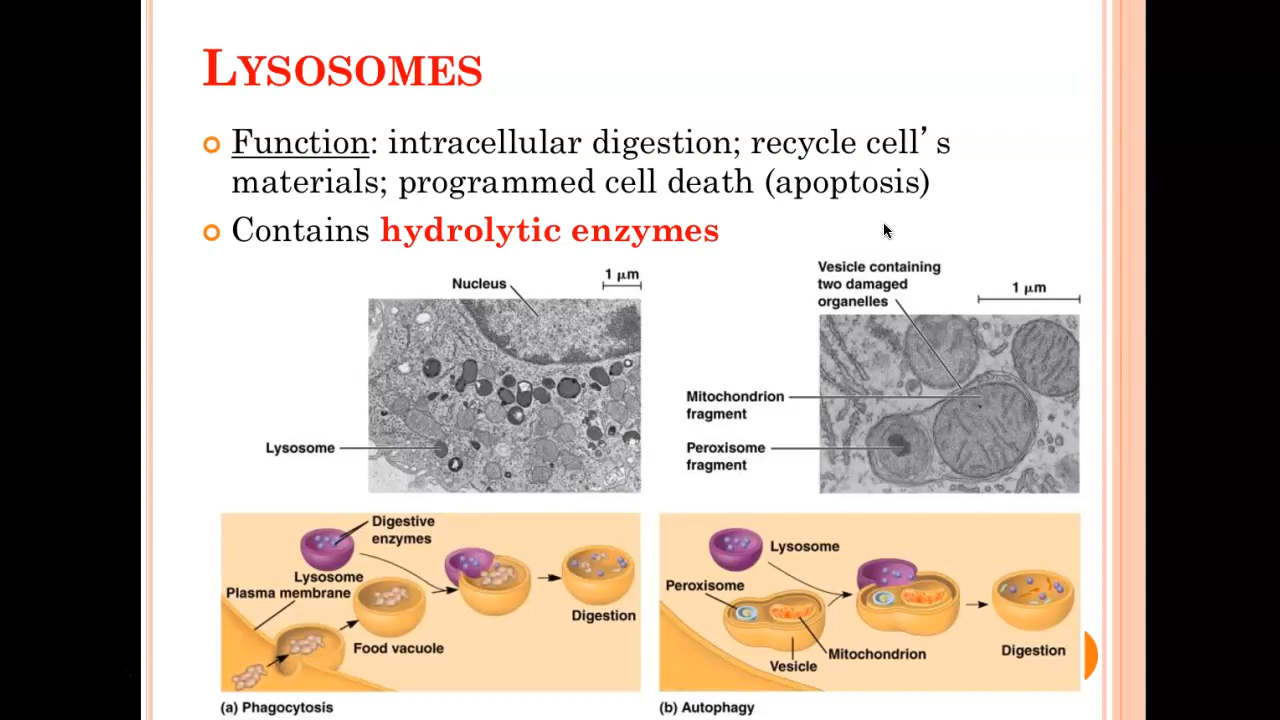 LYSOSOMES
Function: intracellular digestion; recycle cell’s
materials; programmed cell death (apoptosis)
Contains hydrolytic enzymes
Nucleus
1 μm
Lysosome
Vesicle containing
two damaged
organelles
1 μm
Mitochondrion
fragment
Peroxisome
fragment
Digestive
enzymes
Lysosome
Plasma membrane
Food vacuole
Digestion
(a) Phagocytosis
Lysosome
Peroxisome
Vesicle
Mitochondrion
Digestion
(b) Autophagy